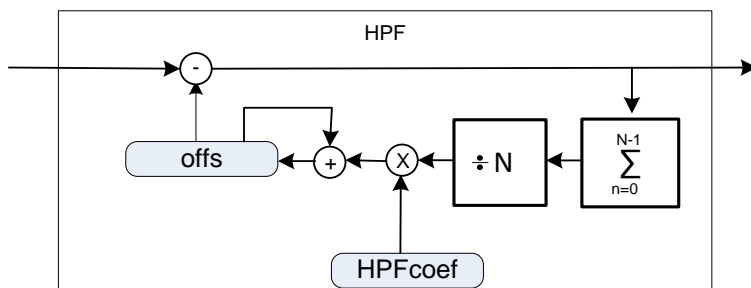 HPF
-
offs
+
X
÷ N
N-1
∑
n=0
HPFcoef